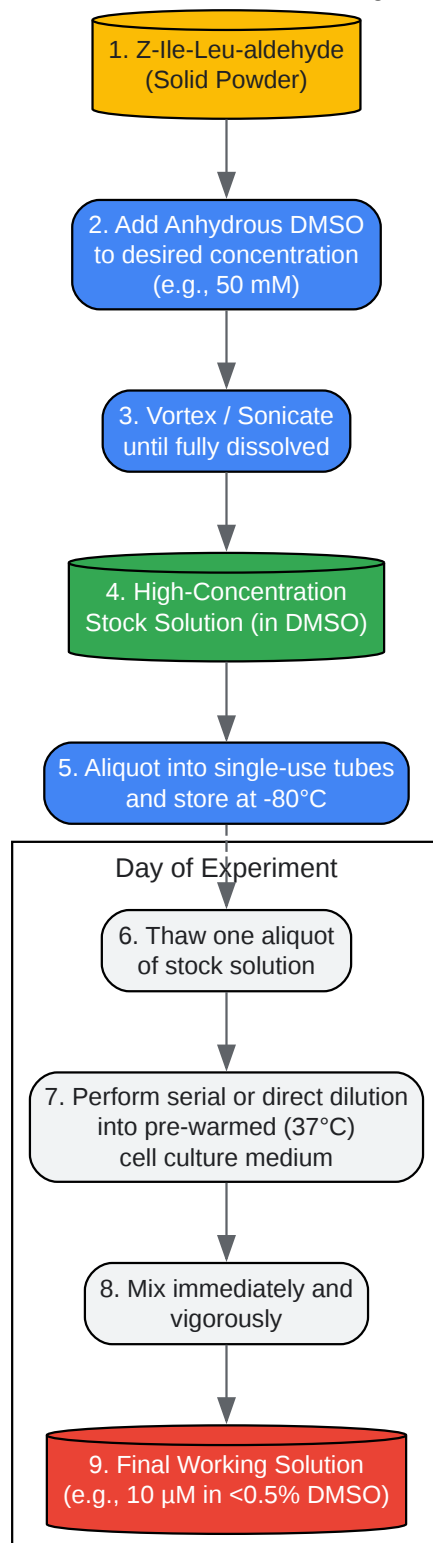 1. Z-Ile-Leu-aldehyde
(Solid Powder)
2. Add Anhydrous DMSO
to desired concentration
(e.g., 50 mM)
3. Vortex / Sonicate
until fully dissolved
4. High-Concentration
Stock Solution (in DMSO)
5. Aliquot into single-use tubes
and store at -80°C
Day of Experiment
6. Thaw one aliquot
of stock solution
7. Perform serial or direct dilution
into pre-warmed (37°C)
cell culture medium
8. Mix immediately and
vigorously
9. Final Working Solution
(e.g., 10 µM in <0.5% DMSO)